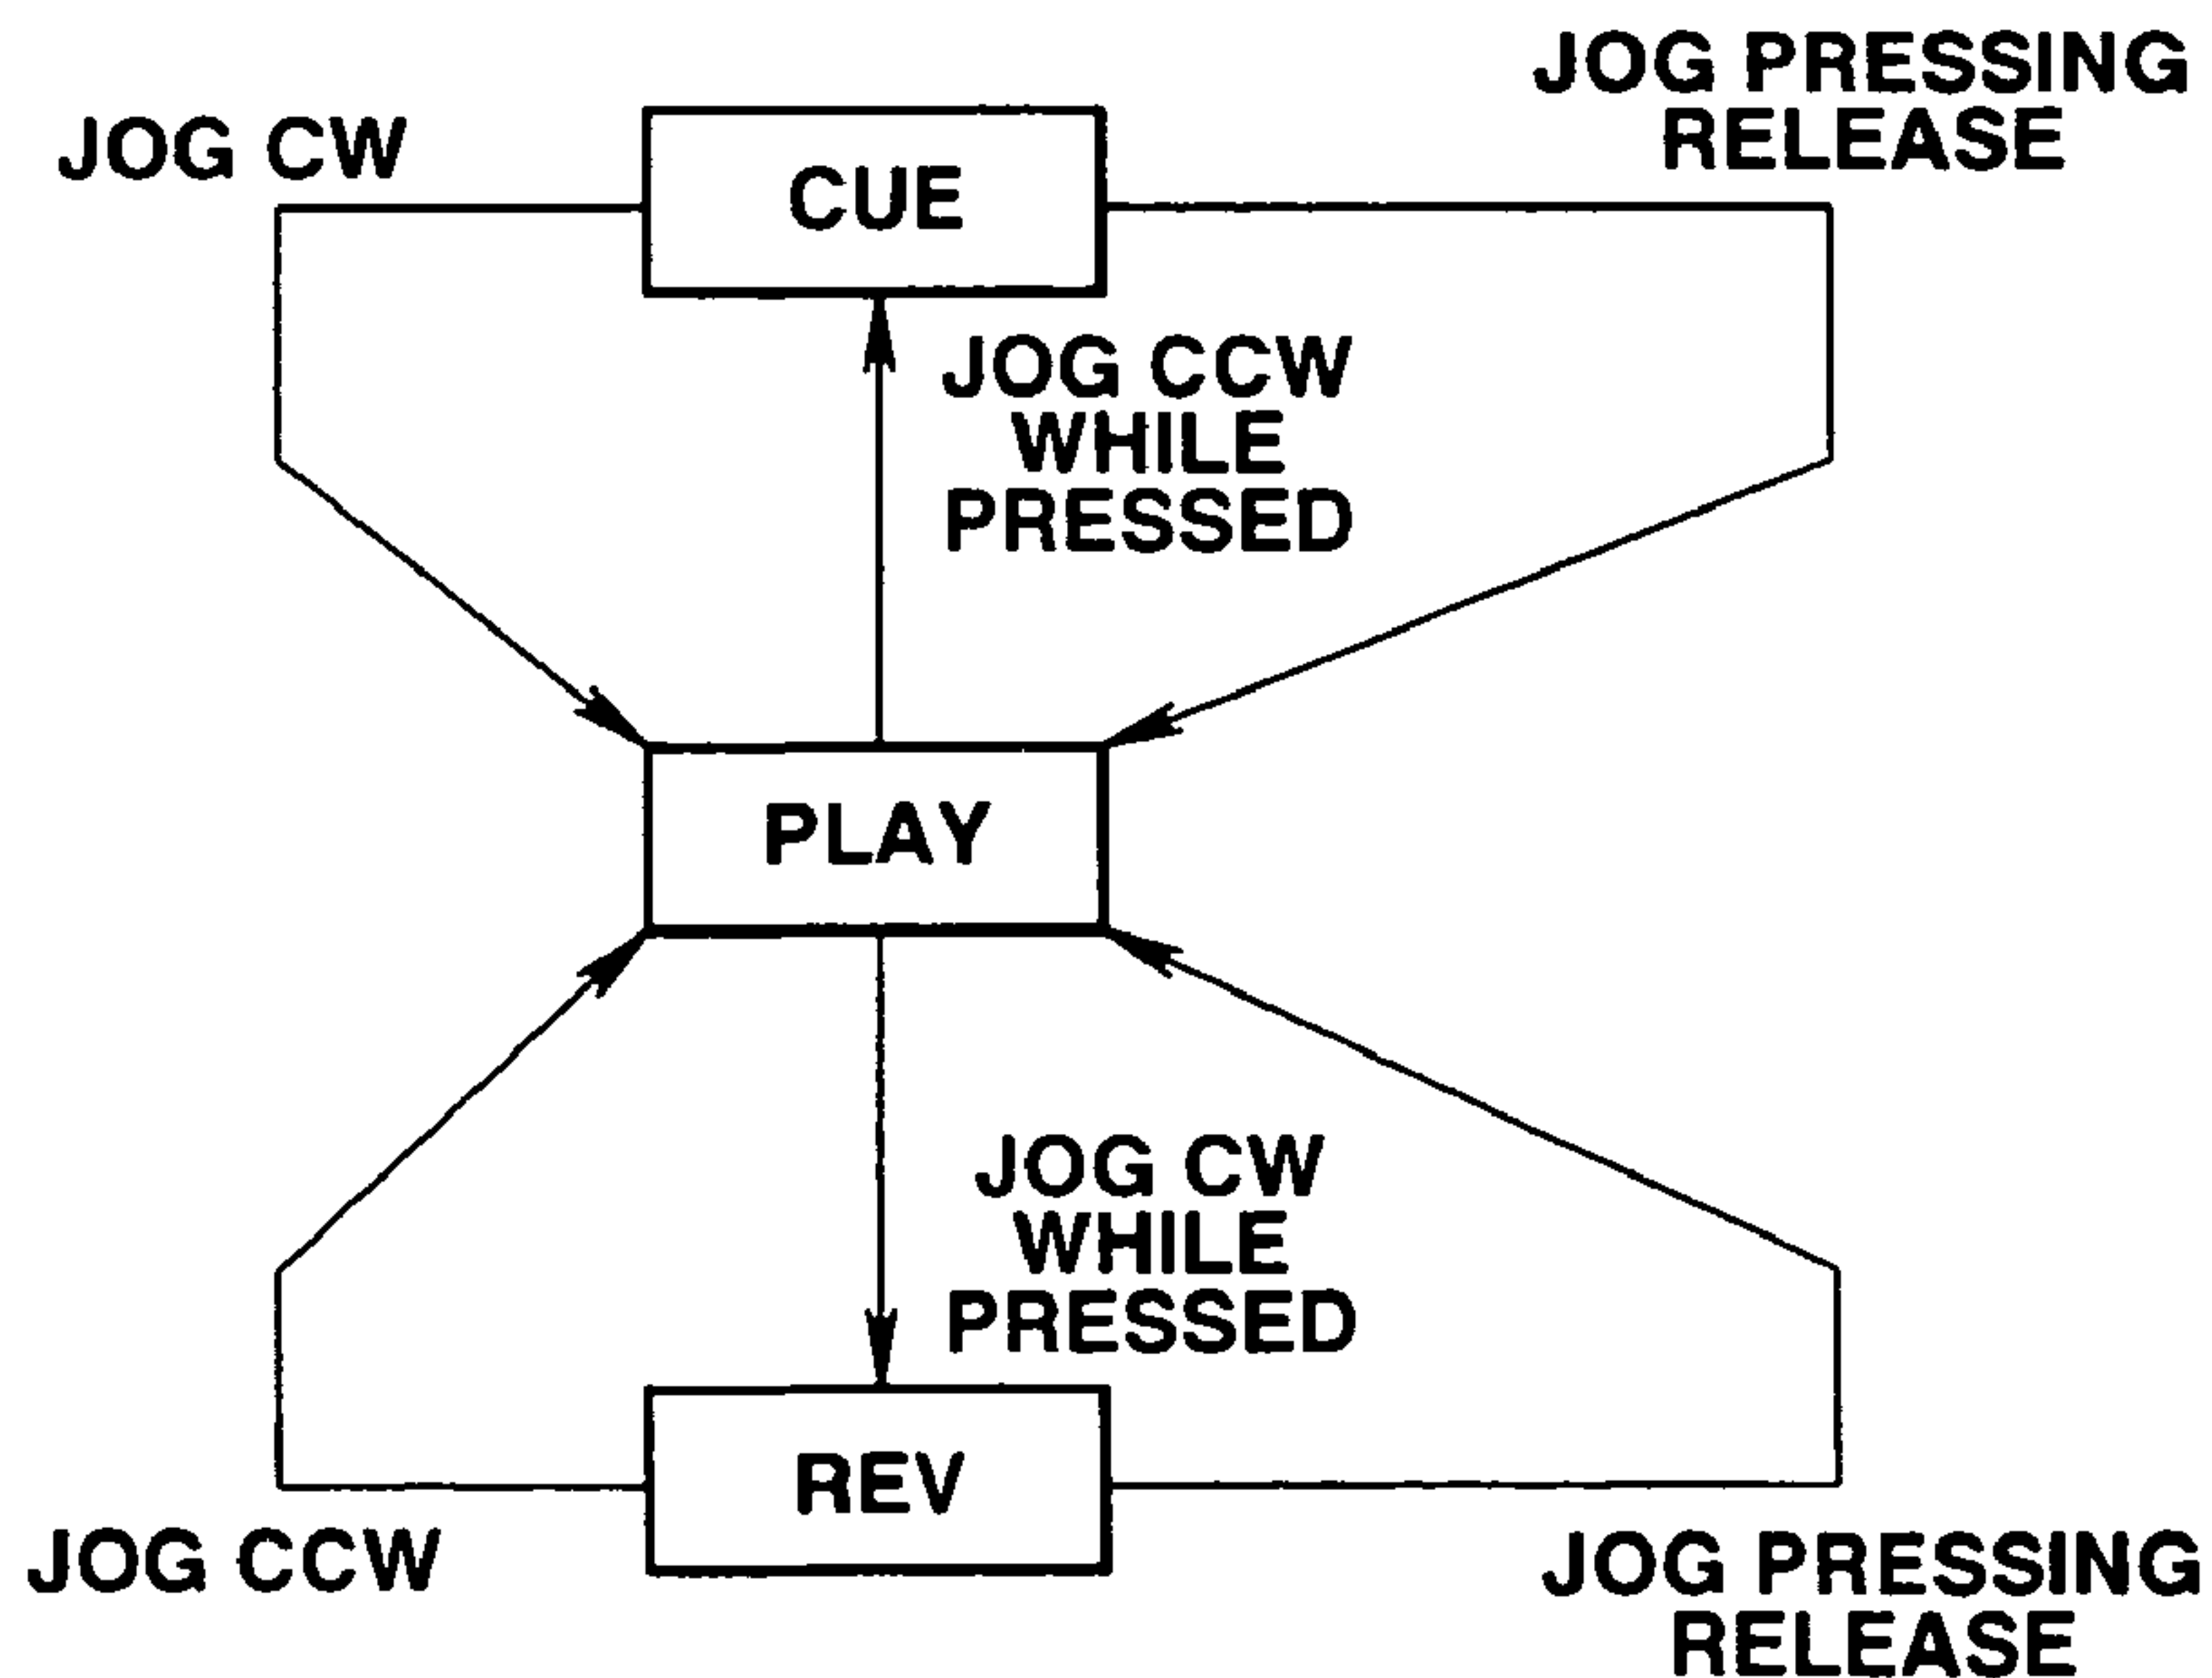 JOG PRESSING
RELEASE
JOG CW
CUE
JOG CCW
WHILE
PRESSED
PLAY
JOG CW
WHILE
PRESSED
REV
JOG CCW
JOG PRESSING
RELEASE